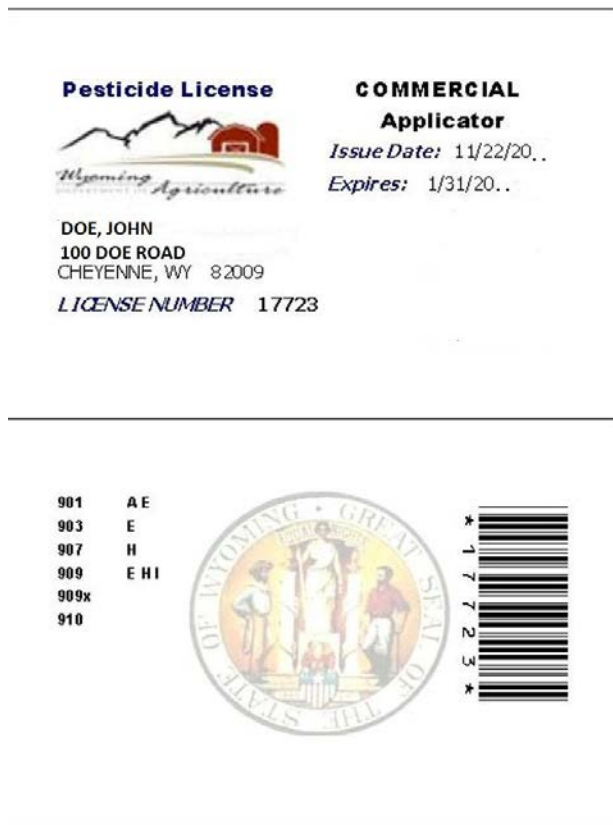 Pesticide License
Wyoming
Agriculture
DOE, JOHN
100 DOE ROAD
CHEYENNE, WY 82009
LICENSE NUMBER 17723
COMMERCIAL
Applicator
Issue Date: 11/22/20..
Expires: 1/31/20..
901 A E
903 E
907 H
909 E H I
909x
910
GREAT SEAL OF THE STATE OF WYOMING
EQUAL RIGHTS
*17723*